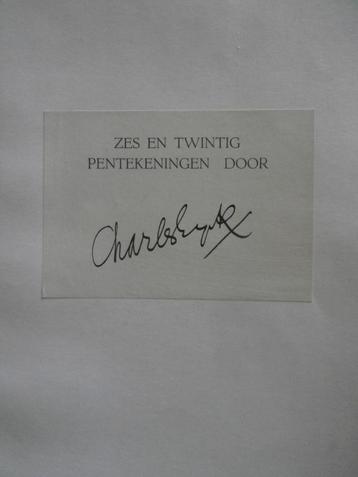 ZES EN TWINTIG
PENTEKENINGEN DOOR
Charles Eyck